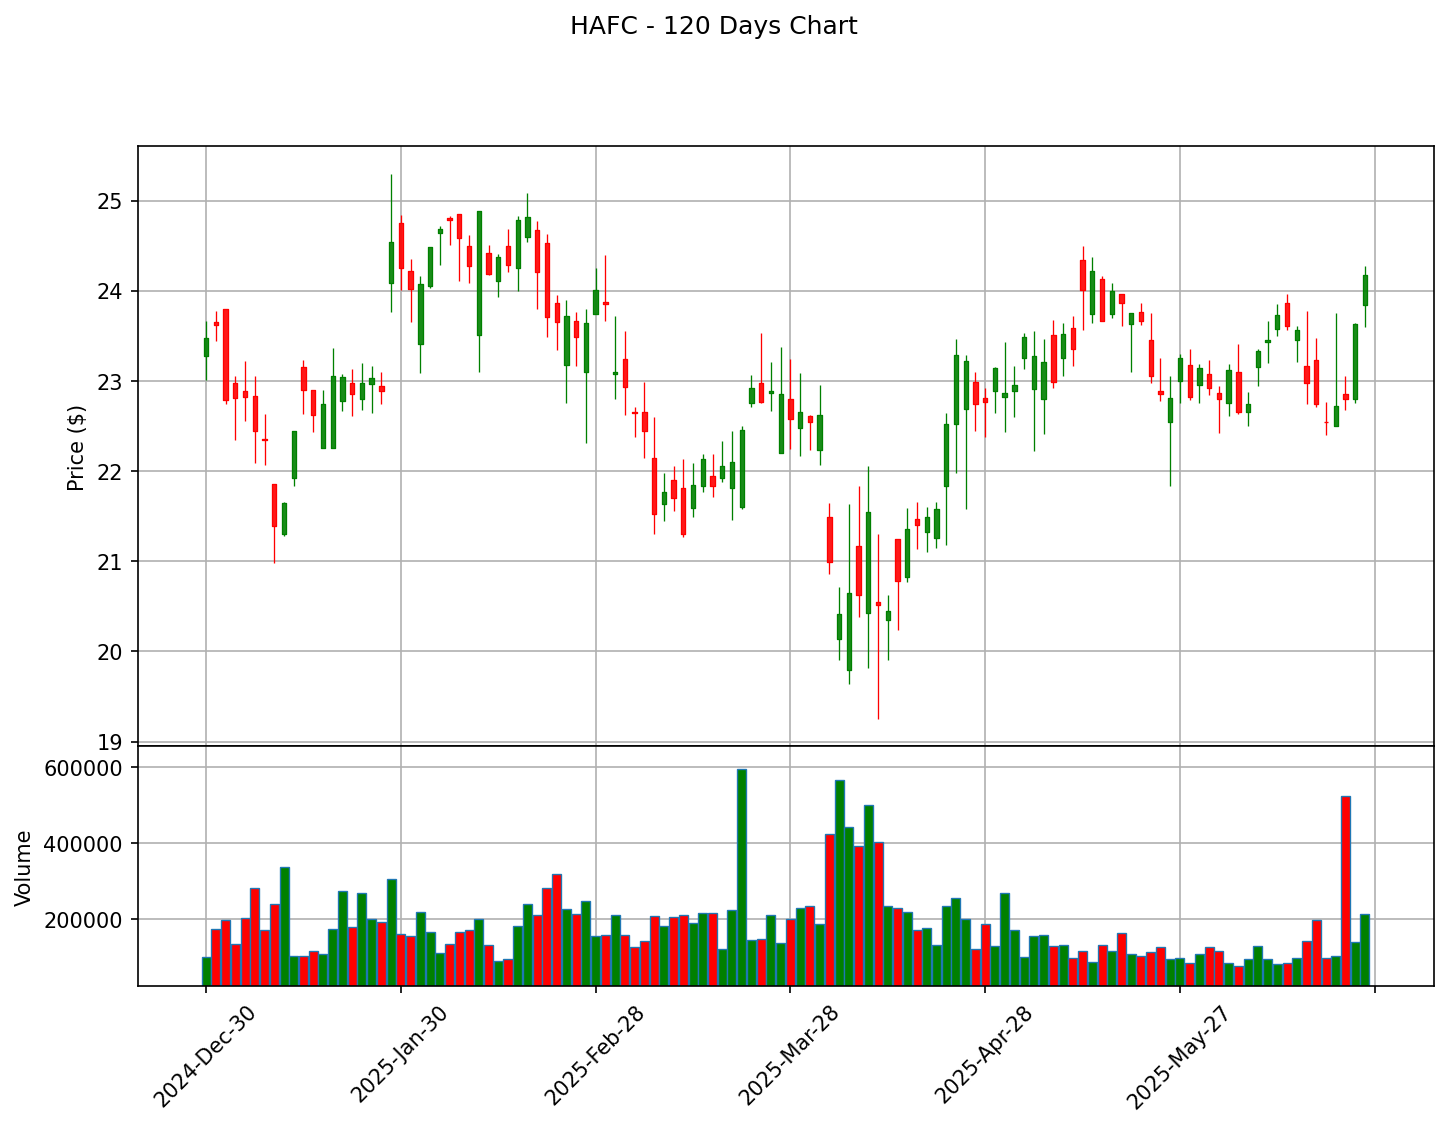 HAFC - 120 Days Chart
Price ($)
25
24
23
22
21
20
19
Volume
600000
400000
200000
2024-Dec-30
2025-Jan-30
2025-Feb-28
2025-Mar-28
2025-Apr-28
2025-May-27